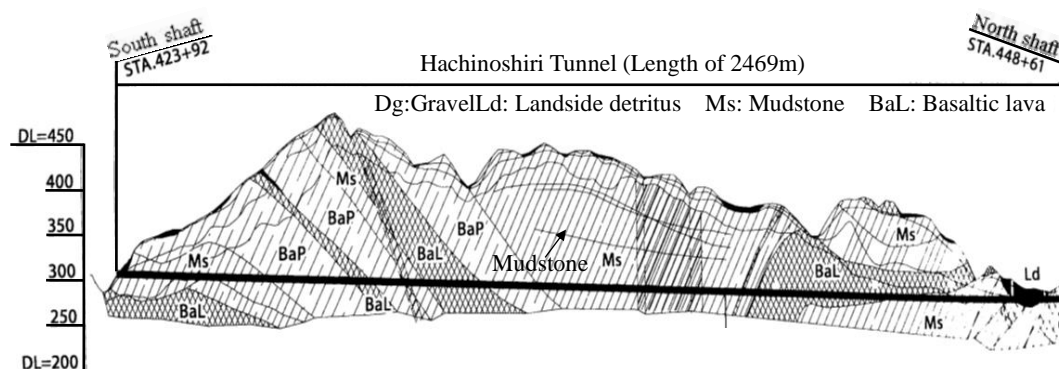 South shaft
STA.423+92
North shaft
STA.448+61
Hachinoshiri Tunnel (Length of 2469m)
Dg:GravelLd: Landside detritus Ms: Mudstone BaL: Basaltic lava
DL=450
400
350
300
250
DL=200
Ms
BaP
BaP
Ms
BaL
BaP
BaL
BaL
Mudstone
Ms
BaL
Ms
Ms
Ld